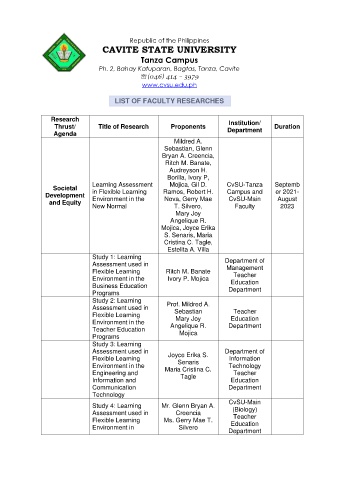 Republic of the Philippines
CAVITE STATE UNIVERSITY
Tanza Campus
Ph. 2, Bahay Katuparan, Bagtas, Tanza, Cavite
☏(046) 414 – 3979
www.cvsu.edu.ph
LIST OF FACULTY RESEARCHES
Research
Thrust/
Agenda
Title of Research
Proponents
Institution/
Department
Duration
Societal
Development
and Equity
Learning Assessment
in Flexible Learning
Environment in the
New Normal
Mildred A.
Sebastian, Glenn
Bryan A. Creencia,
Rilch M. Banate,
Audreyson H.
Borilla, Ivory P.
Mojica, Gil D.
Ramos, Robert H.
Nova, Gerry Mae
T. Silvero,
Mary Joy
Angelique R.
Mojica, Joyce Erika
S. Senaris, Maria
Cristina C. Tagle,
Estelita A. Villa
CvSU-Tanza
Campus and
CvSU-Main
Faculty
Septemb
er 2021-
August
2023
Study 1: Learning
Assessment used in
Flexible Learning
Environment in the
Business Education
Programs
Rilch M. Banate
Ivory P. Mojica
Department of
Management
Teacher
Education
Department
Study 2: Learning
Assessment used in
Flexible Learning
Environment in the
Teacher Education
Programs
Prof. Mildred A.
Sebastian
Mary Joy
Angelique R.
Mojica
Teacher
Education
Department
Study 3: Learning
Assessment used in
Flexible Learning
Environment in the
Engineering and
Information and
Communication
Technology
Joyce Erika S.
Senaris
Maria Cristina C.
Tagle
Department of
Information
Technology
Teacher
Education
Department
Study 4: Learning
Assessment used in
Flexible Learning
Environment in
Mr. Glenn Bryan A.
Creencia
Ms. Gerry Mae T.
Silvero
CvSU-Main
(Biology)
Teacher
Education
Department